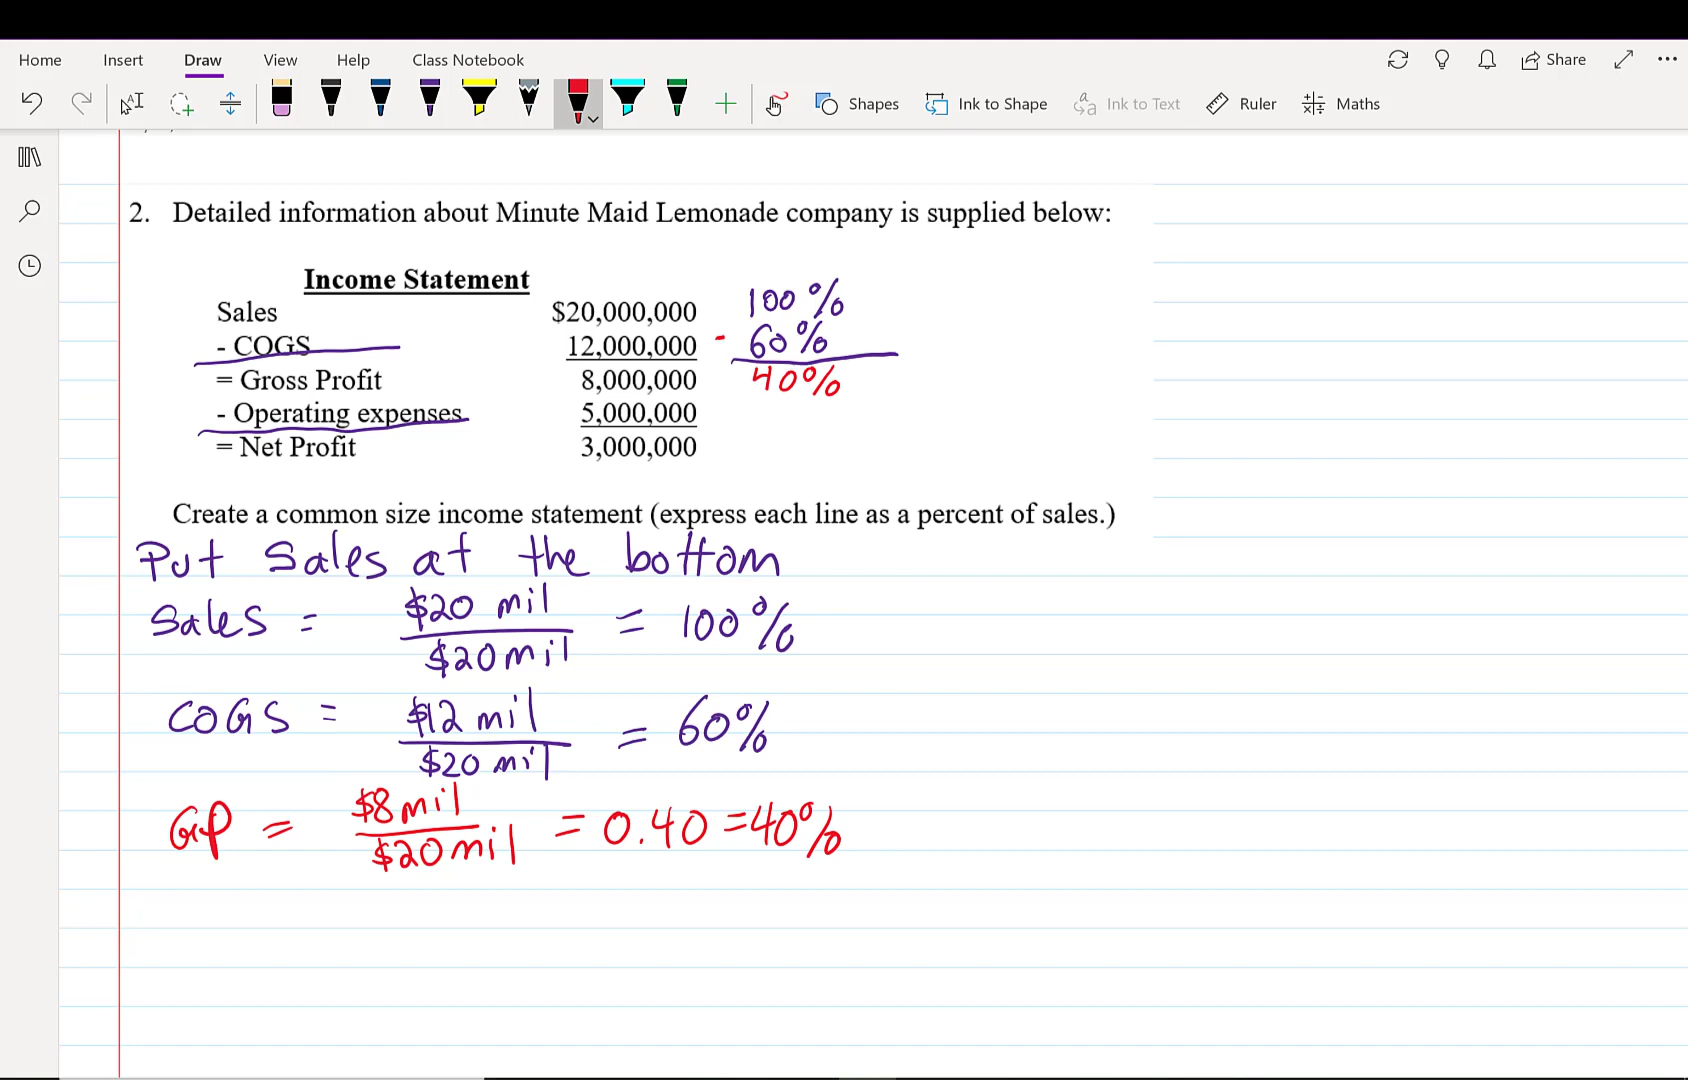 Home Insert Draw View Help Class Notebook Share
Shapes Ink to Shape Ink to Text Ruler Maths
2. Detailed information about Minute Maid Lemonade company is supplied below:
Income Statement
Sales $20,000,000 100%
- COGS 12,000,000 - 60%
= Gross Profit 8,000,000 40%
- Operating expenses 5,000,000
= Net Profit 3,000,000
Create a common size income statement (express each line as a percent of sales.)
Put Sales at the bottom
$20 mil
Sales = = 100%
$20 mil
$12 mil
COGS = = 60%
$20 mil
$8 mil
GP = = 0.40 = 40%
$20 mil